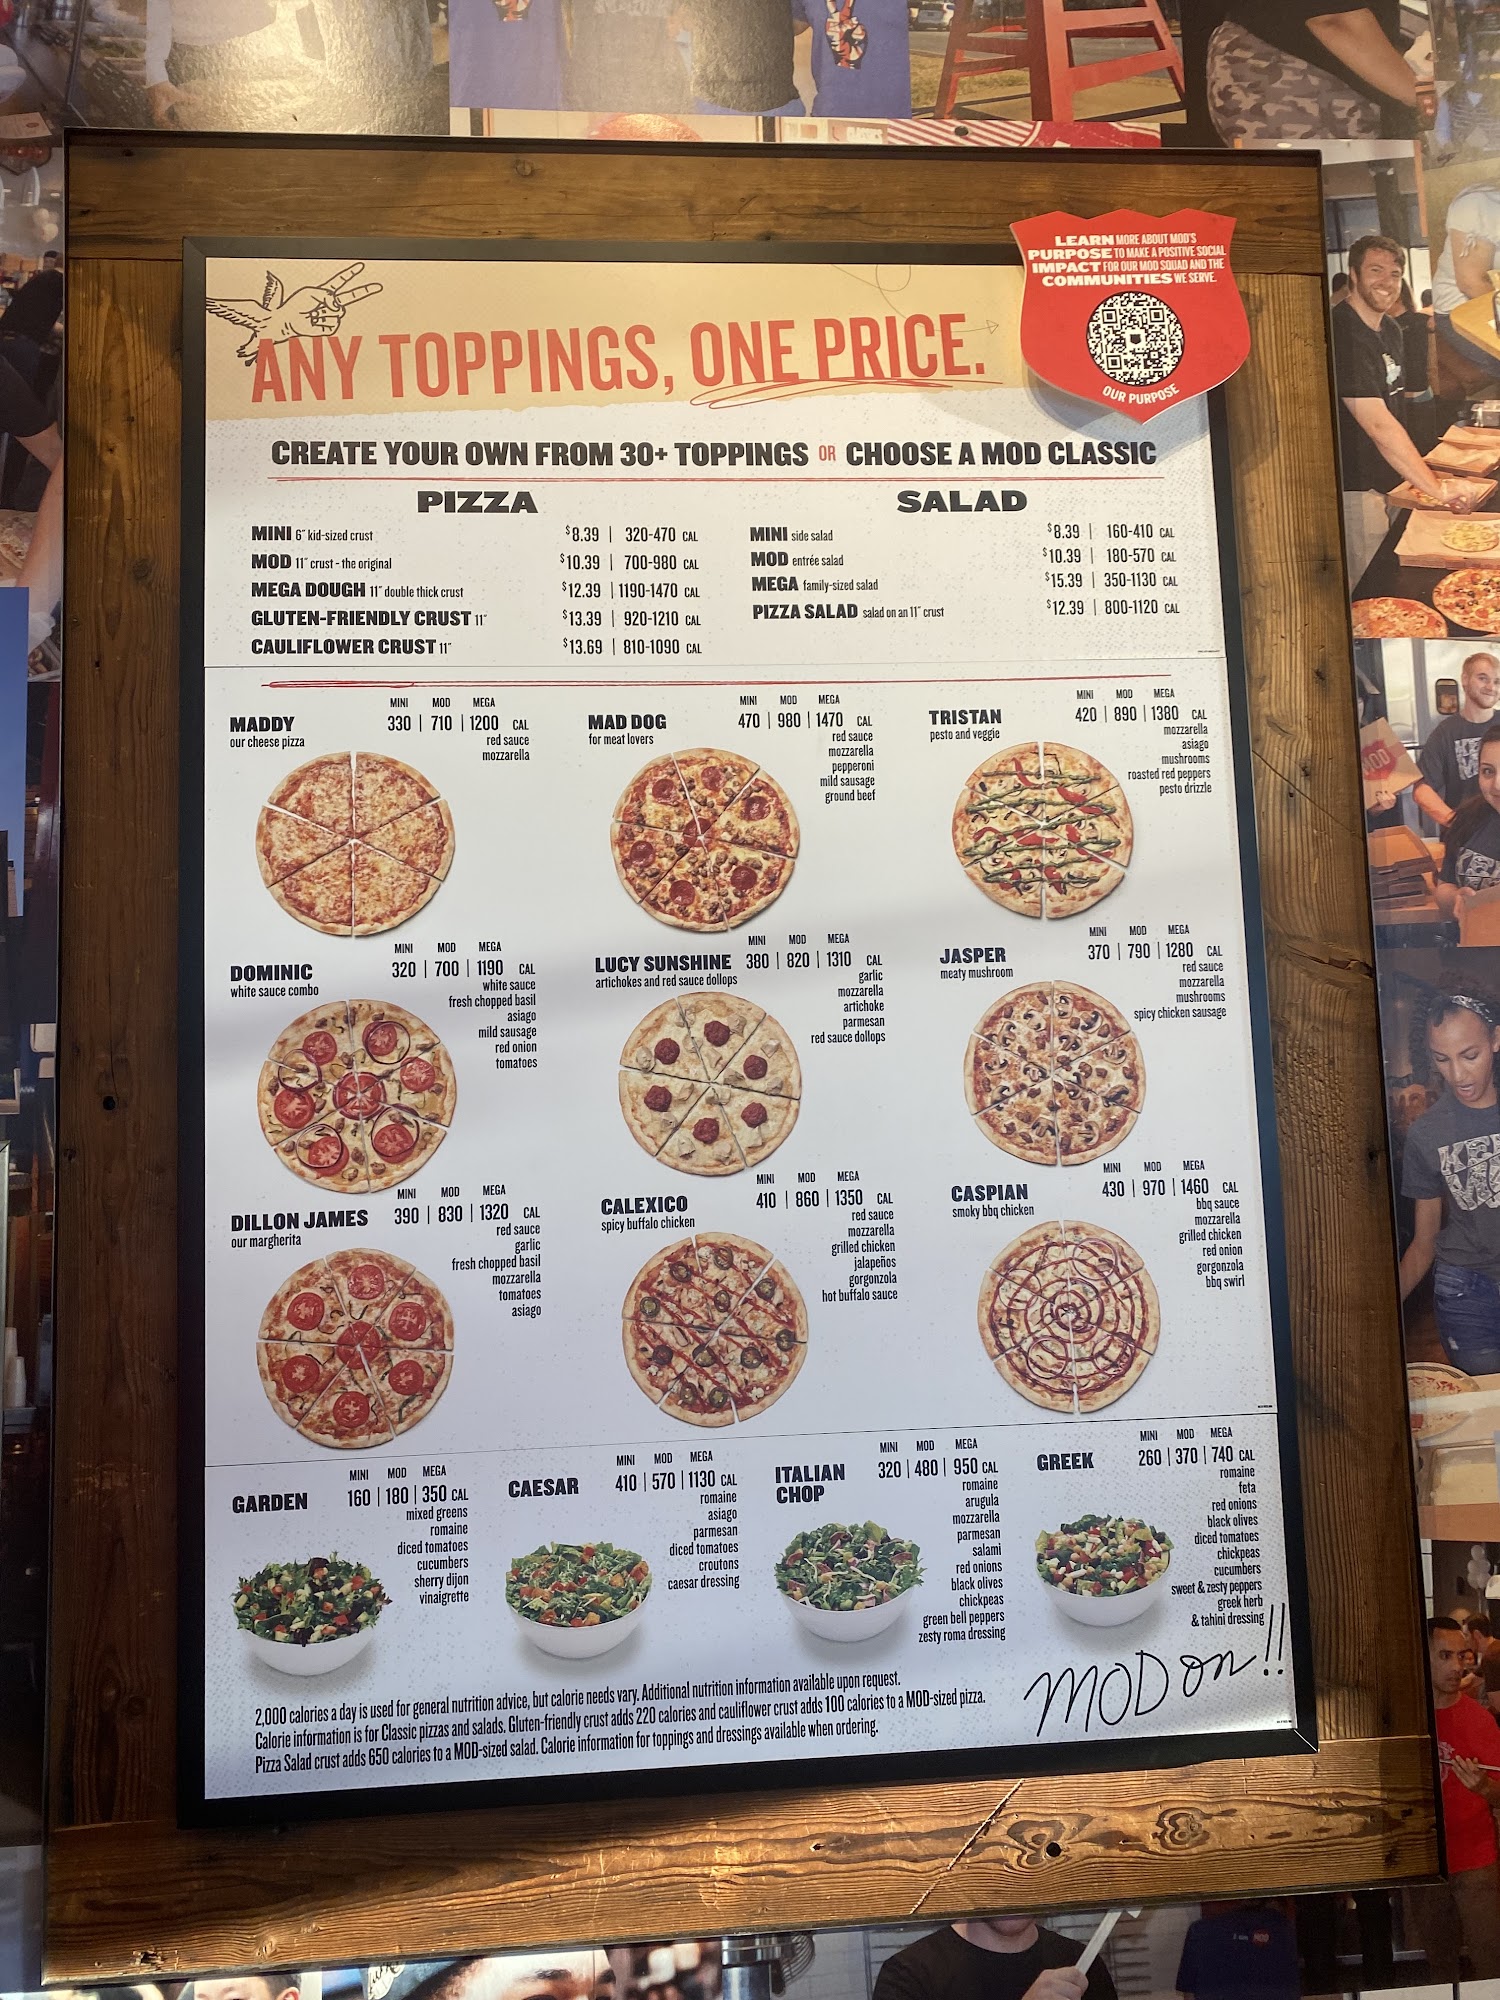 LEARN MORE ABOUT MOD'S
PURPOSE TO MAKE A POSITIVE SOCIAL
IMPACT FOR OUR MOD SQUAD AND THE
COMMUNITIES WE SERVE.
OUR PURPOSE
ANY TOPPINGS, ONE PRICE.
CREATE YOUR OWN FROM 30+ TOPPINGS OR CHOOSE A MOD CLASSIC
PIZZA
MINI 6" kid-sized crust $8.39 | 320-470 CAL
MOD 11" crust - the original $10.39 | 700-980 CAL
MEGA DOUGH 11" double thick crust $12.39 | 1190-1470 CAL
GLUTEN-FRIENDLY CRUST 11" $13.39 | 920-1210 CAL
CAULIFLOWER CRUST 11" $13.69 | 810-1090 CAL
SALAD
MINI side salad $8.39 | 160-410 CAL
MOD entrée salad $10.39 | 180-570 CAL
MEGA family-sized salad $15.39 | 350-1130 CAL
PIZZA SALAD salad on an 11" crust $12.39 | 800-1120 CAL
MADDY
our cheese pizza
MINI MOD MEGA
330 | 710 | 1200 CAL
red sauce
mozzarella
MAD DOG
for meat lovers
MINI MOD MEGA
470 | 980 | 1470 CAL
red sauce
mozzarella
pepperoni
mild sausage
ground beef
TRISTAN
pesto and veggie
MINI MOD MEGA
420 | 890 | 1380 CAL
mozzarella
asiago
mushrooms
roasted red peppers
pesto drizzle
DOMINIC
white sauce combo
MINI MOD MEGA
320 | 700 | 1190 CAL
white sauce
fresh chopped basil
asiago
mild sausage
red onion
tomatoes
LUCY SUNSHINE
artichokes and red sauce dollops
MINI MOD MEGA
380 | 820 | 1310 CAL
garlic
mozzarella
artichoke
parmesan
red sauce dollops
JASPER
meaty mushroom
MINI MOD MEGA
370 | 790 | 1280 CAL
red sauce
mozzarella
mushrooms
spicy chicken sausage
DILLON JAMES
our margherita
MINI MOD MEGA
390 | 830 | 1320 CAL
red sauce
garlic
fresh chopped basil
mozzarella
tomatoes
asiago
CALEXICO
spicy buffalo chicken
MINI MOD MEGA
410 | 860 | 1350 CAL
red sauce
mozzarella
grilled chicken
jalapeños
gorgonzola
hot buffalo sauce
CASPIAN
smoky bbq chicken
MINI MOD MEGA
430 | 970 | 1460 CAL
bbq sauce
mozzarella
grilled chicken
red onion
gorgonzola
bbq swirl
GARDEN
MINI MOD MEGA
160 | 180 | 350 CAL
mixed greens
romaine
diced tomatoes
cucumbers
sherry dijon
vinaigrette
CAESAR
MINI MOD MEGA
410 | 570 | 1130 CAL
romaine
asiago
parmesan
diced tomatoes
croutons
caesar dressing
ITALIAN
CHOP
MINI MOD MEGA
320 | 480 | 950 CAL
romaine
arugula
mozzarella
parmesan
salami
red onions
black olives
chickpeas
green bell peppers
zesty roma dressing
GREEK
MINI MOD MEGA
260 | 370 | 740 CAL
romaine
feta
red onions
black olives
diced tomatoes
chickpeas
cucumbers
sweet & zesty peppers
greek herb
& tahini dressing
MOD on!!
2,000 calories a day is used for general nutrition advice, but calorie needs vary. Additional nutrition information available upon request.
Calorie information is for Classic pizzas and salads. Gluten-friendly crust adds 220 calories and cauliflower crust adds 100 calories to a MOD-sized pizza.
Pizza Salad crust adds 650 calories to a MOD-sized salad. Calorie information for toppings and dressings available when ordering.